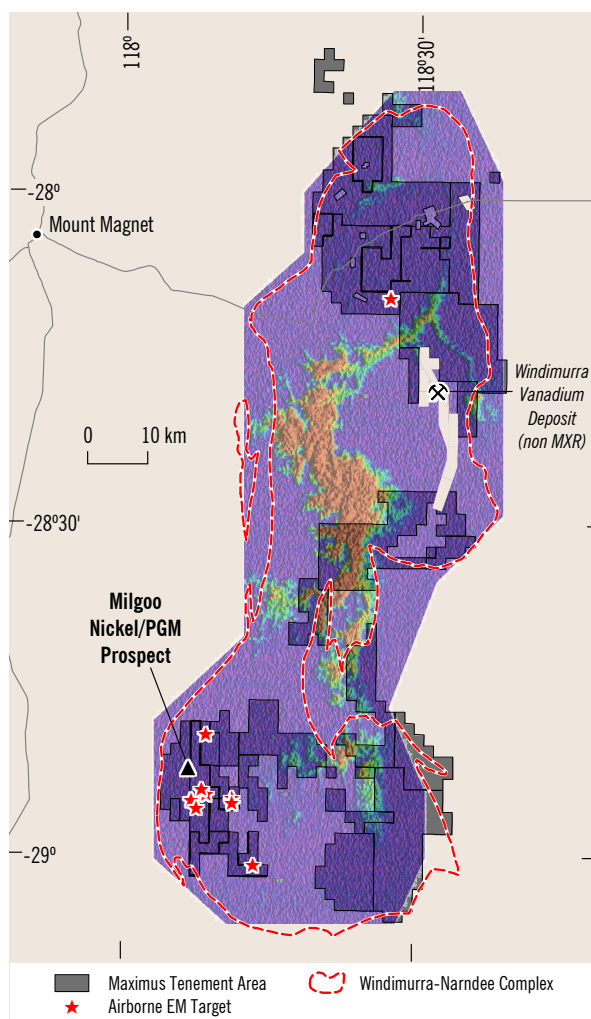 118º
118º30'
-28º
Mount Magnet
Windimurra
Vanadium
Deposit
(non MXR)
0 10 km
-28º30'
Milgoo
Nickel/PGM
Prospect
-29º
Maximus Tenement Area
Windimurra-Narndee Complex
Airborne EM Target